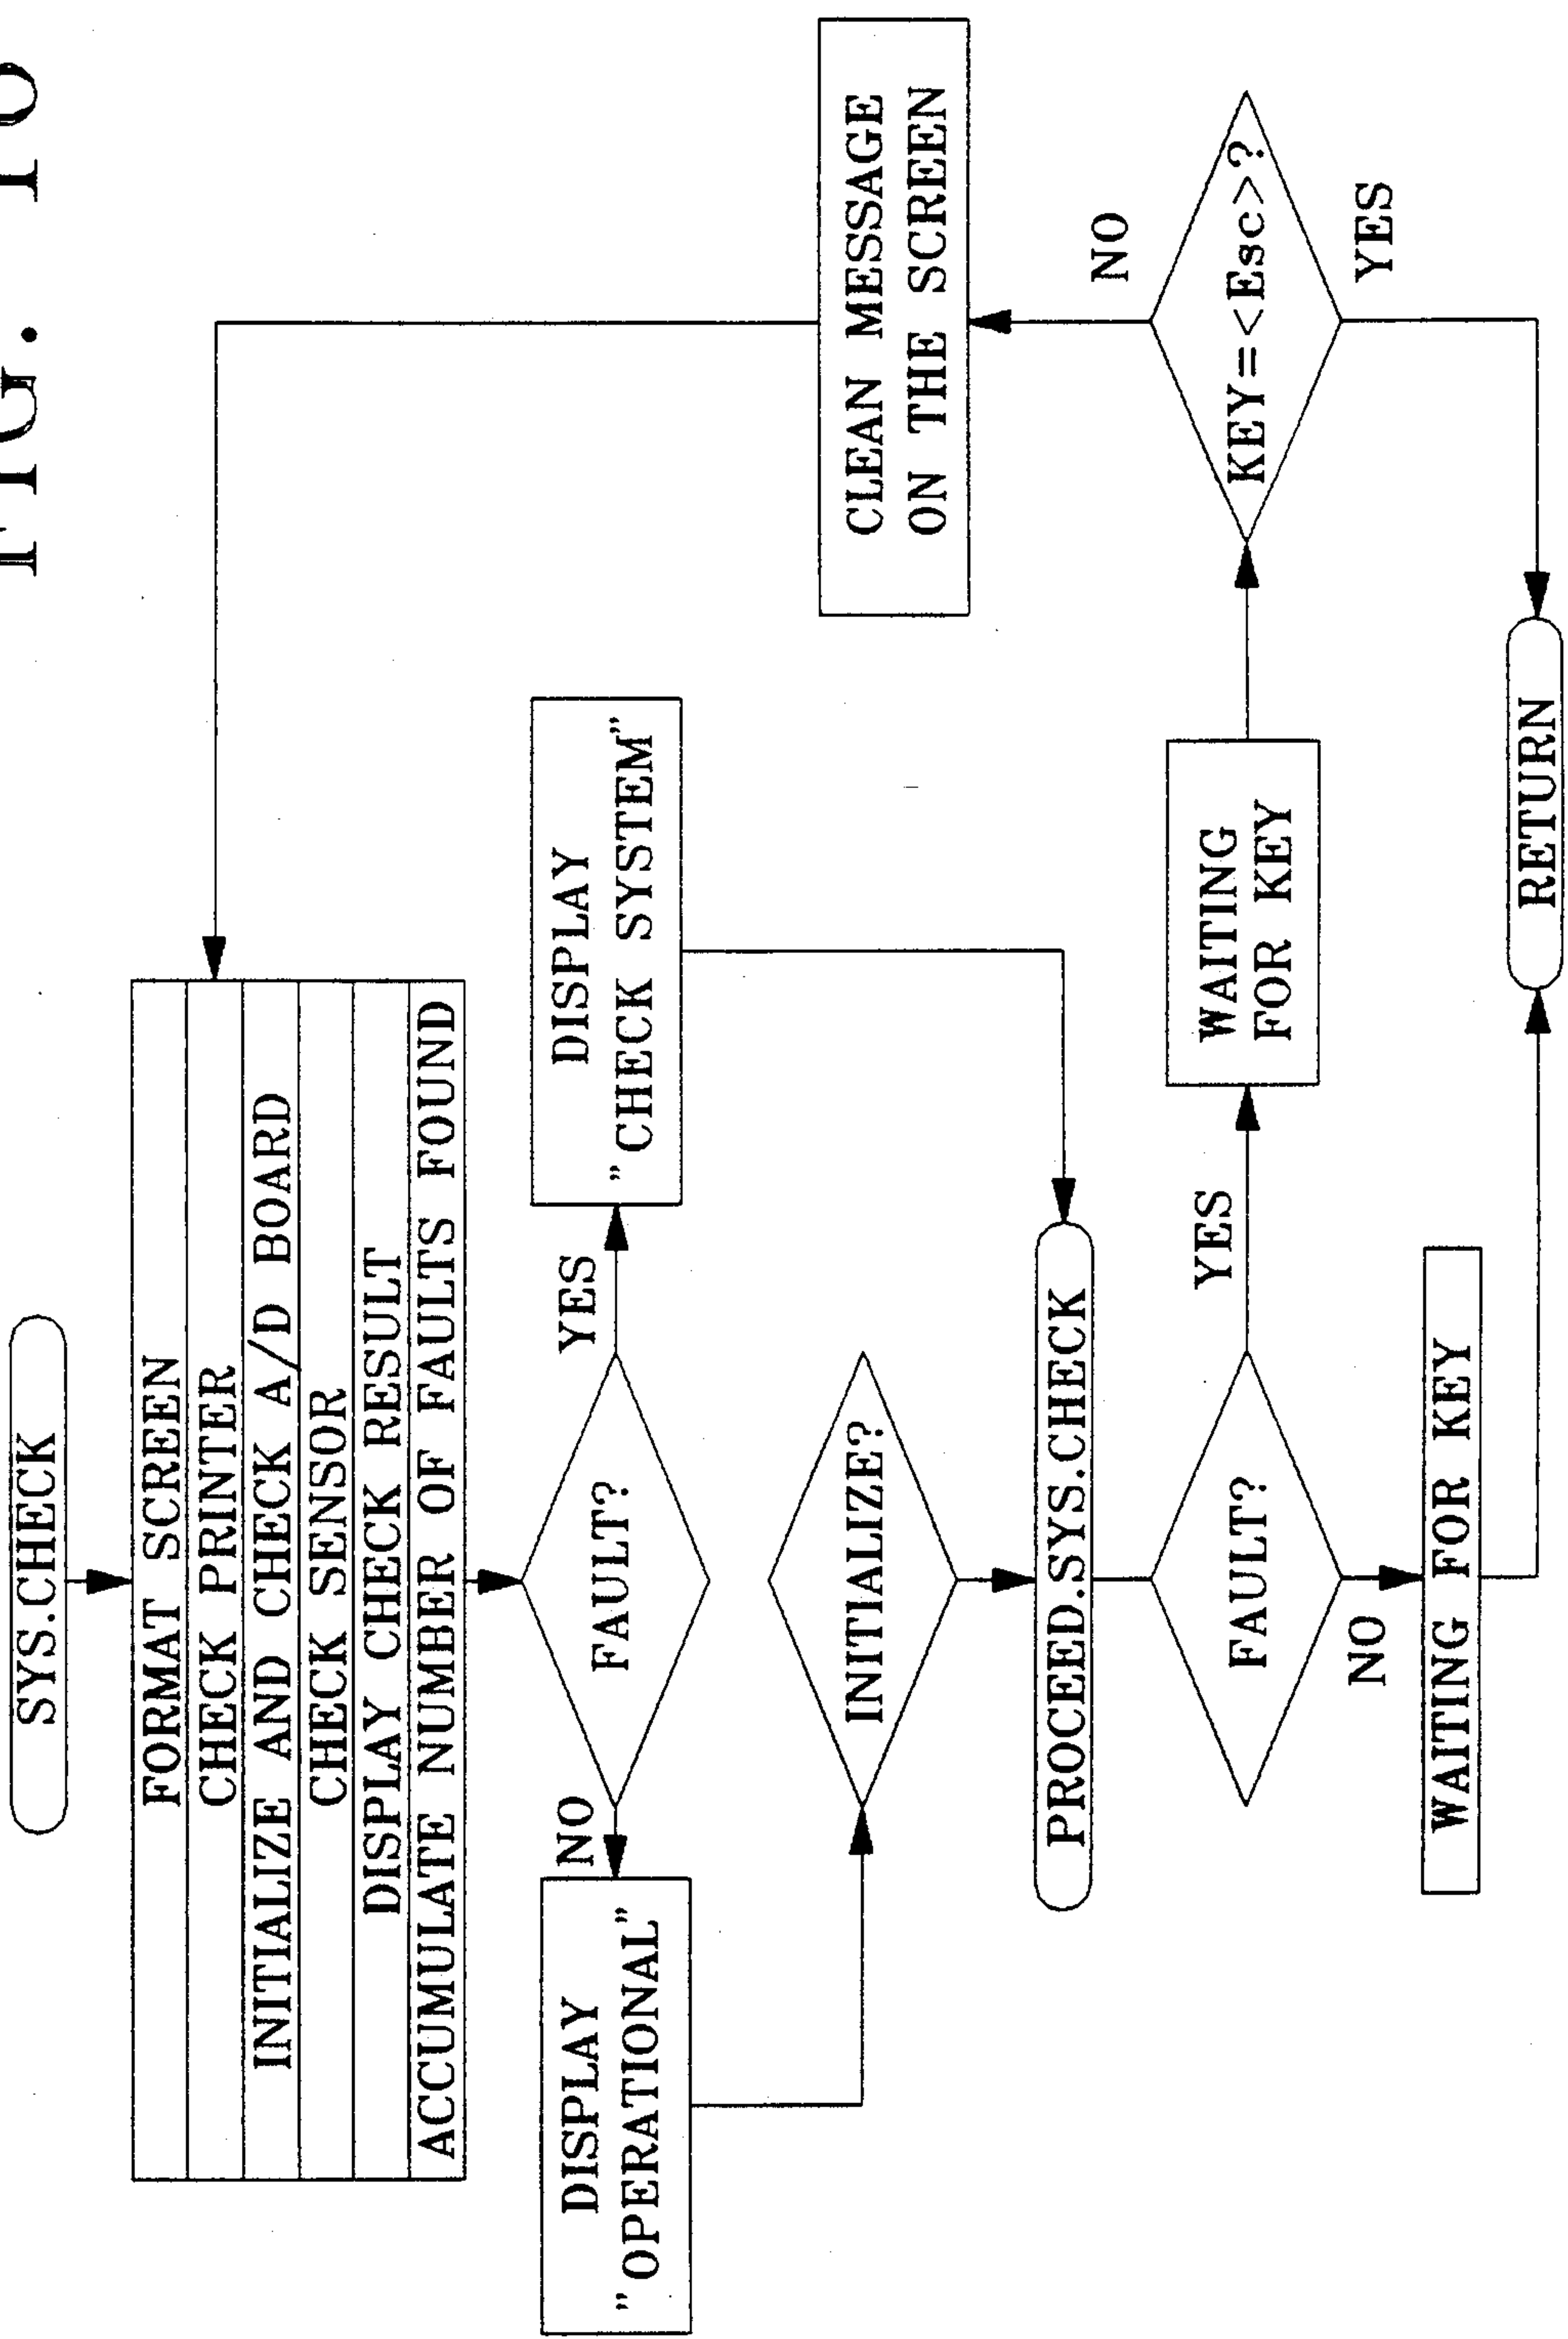 FIG. 10
SYS.CHECK
FORMAT SCREEN
CHECK PRINTER
INITIALIZE AND CHECK A/D BOARD
CHECK SENSOR
DISPLAY CHECK RESULT
ACCUMULATE NUMBER OF FAULTS FOUND
NO
FAULT?
YES
DISPLAY
"OPERATIONAL"
DISPLAY
"CHECK SYSTEM"
INITIALIZE?
CLEAN MESSAGE
ON THE SCREEN
PROCEED.SYS.CHECK
NO
FAULT?
YES
WAITING
FOR KEY
KEY=<Esc>?
NO
YES
WAITING FOR KEY
RETURN